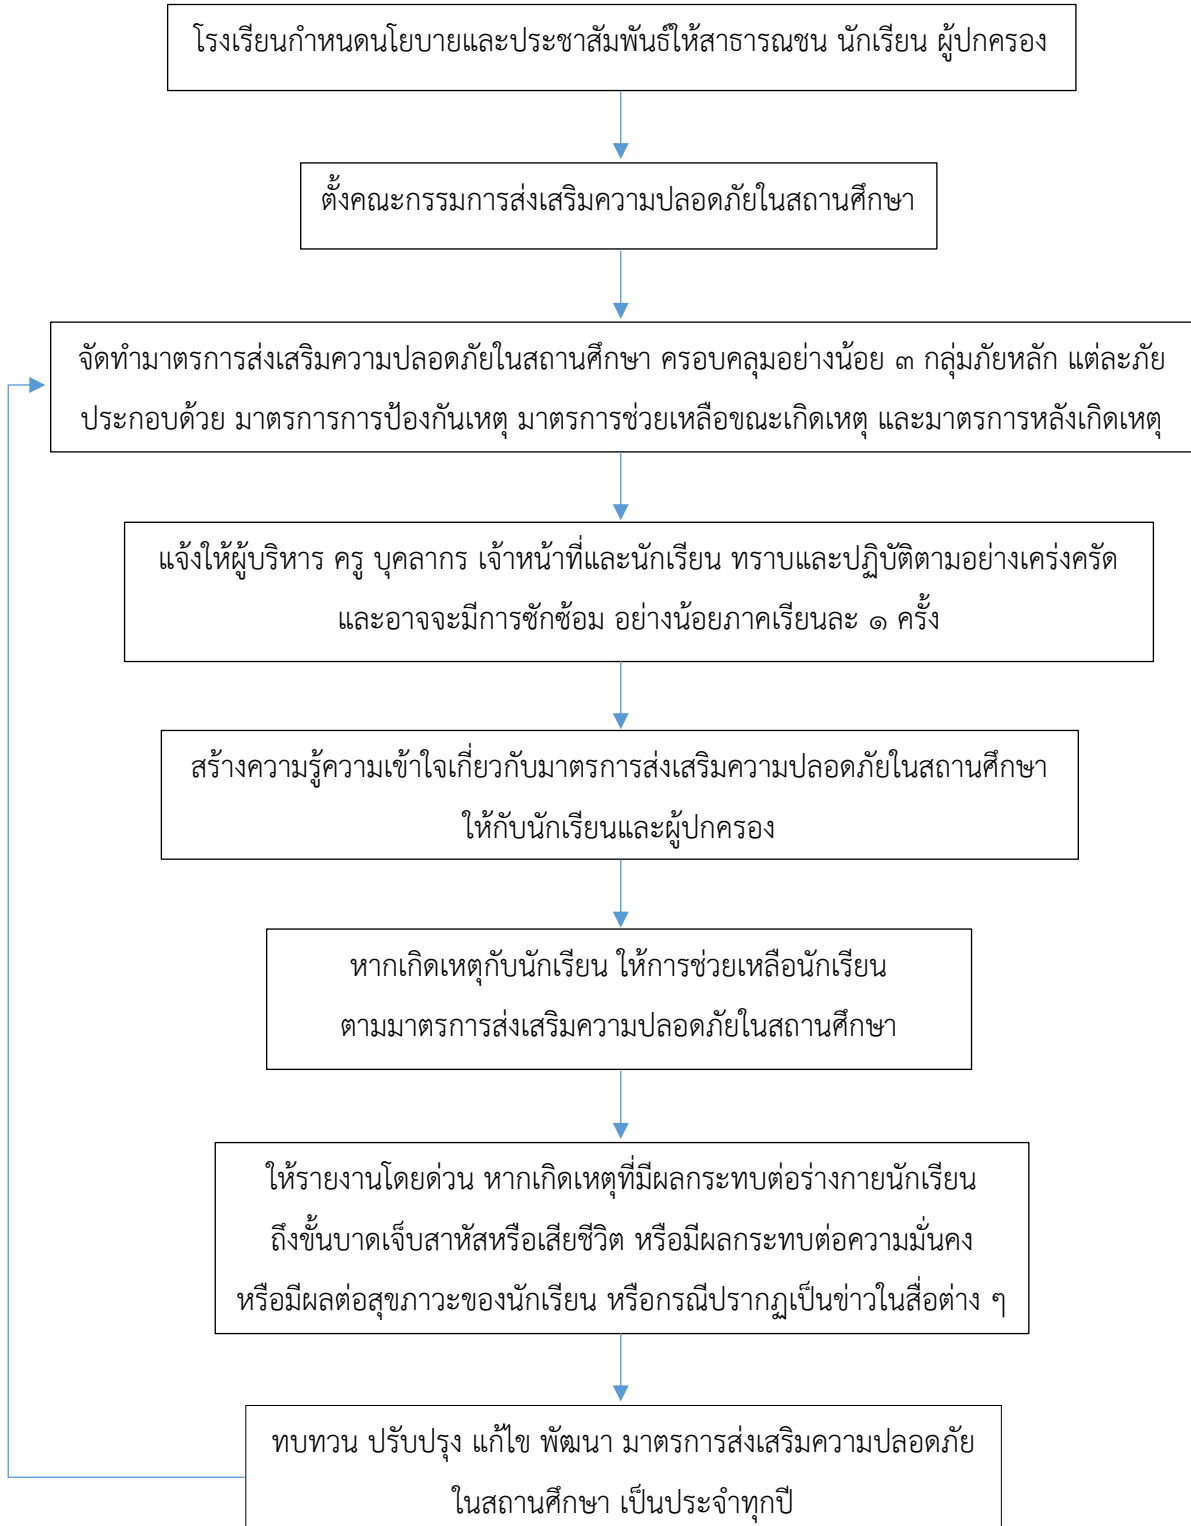 โรงเรียนกำหนดนโยบายและประชาสัมพันธ์ให้สาธารณชน นักเรียน ผู้ปกครอง
ตั้งคณะกรรมการส่งเสริมความปลอดภัยในสถานศึกษา
จัดทำมาตรการส่งเสริมความปลอดภัยในสถานศึกษา ครอบคลุมอย่างน้อย ๓ กลุ่มภัยหลัก แต่ละภัย
ประกอบด้วย มาตรการการป้องกันเหตุ มาตรการช่วยเหลือขณะเกิดเหตุ และมาตรการหลังเกิดเหตุ
แจ้งให้ผู้บริหาร ครู บุคลากร เจ้าหน้าที่และนักเรียน ทราบและปฏิบัติตามอย่างเคร่งครัด
และอาจจะมีการซักซ้อม อย่างน้อยภาคเรียนละ ๑ ครั้ง
สร้างความรู้ความเข้าใจเกี่ยวกับมาตรการส่งเสริมความปลอดภัยในสถานศึกษา
ให้กับนักเรียนและผู้ปกครอง
หากเกิดเหตุกับนักเรียน ให้การช่วยเหลือนักเรียน
ตามมาตรการส่งเสริมความปลอดภัยในสถานศึกษา
ให้รายงานโดยด่วน หากเกิดเหตุที่มีผลกระทบต่อร่างกายนักเรียน
ถึงขั้นบาดเจ็บสาหัสหรือเสียชีวิต หรือมีผลกระทบต่อความมั่นคง
หรือมีผลต่อสุขภาวะของนักเรียน หรือกรณีปรากฏเป็นข่าวในสื่อต่าง ๆ
ทบทวน ปรับปรุง แก้ไข พัฒนา มาตรการส่งเสริมความปลอดภัย
ในสถานศึกษา เป็นประจำทุกปี